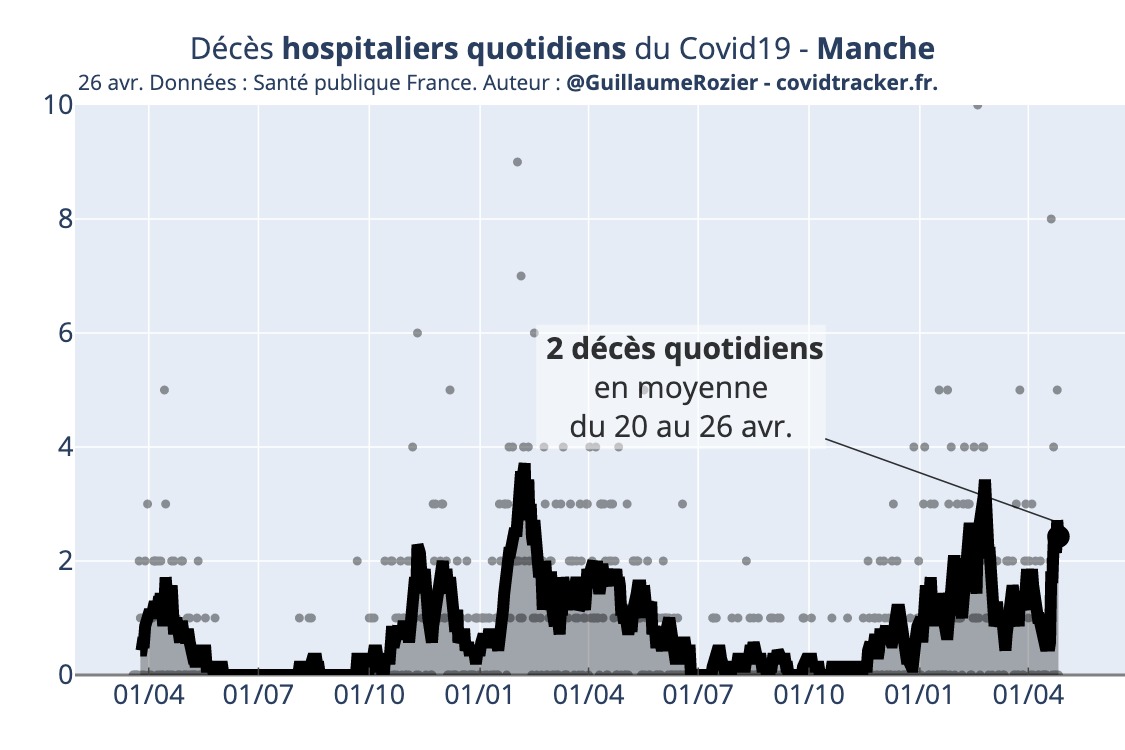 Décès hospitaliers quotidiens du Covid19 - Manche
26 avr. Données : Santé publique France. Auteur : @GuillaumeRozier - covidtracker.fr.
10
8
6
2 décès quotidiens
en moyenne
du 20 au 26 avr.
4
2
0
01/04 01/07 01/10 01/01 01/04 01/07 01/10 01/01 01/04